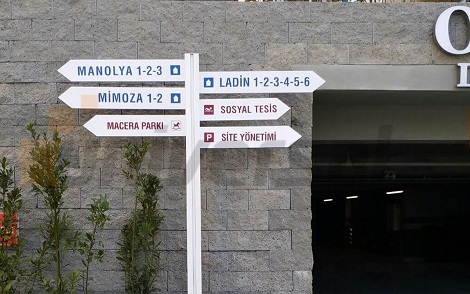 MANOLYA 1-2-3
MİMOZA 1-2
MACERA PARKI
LADİN 1-2-3-4-5-6
SOSYAL TESİS
P SİTE YÖNETİMİ